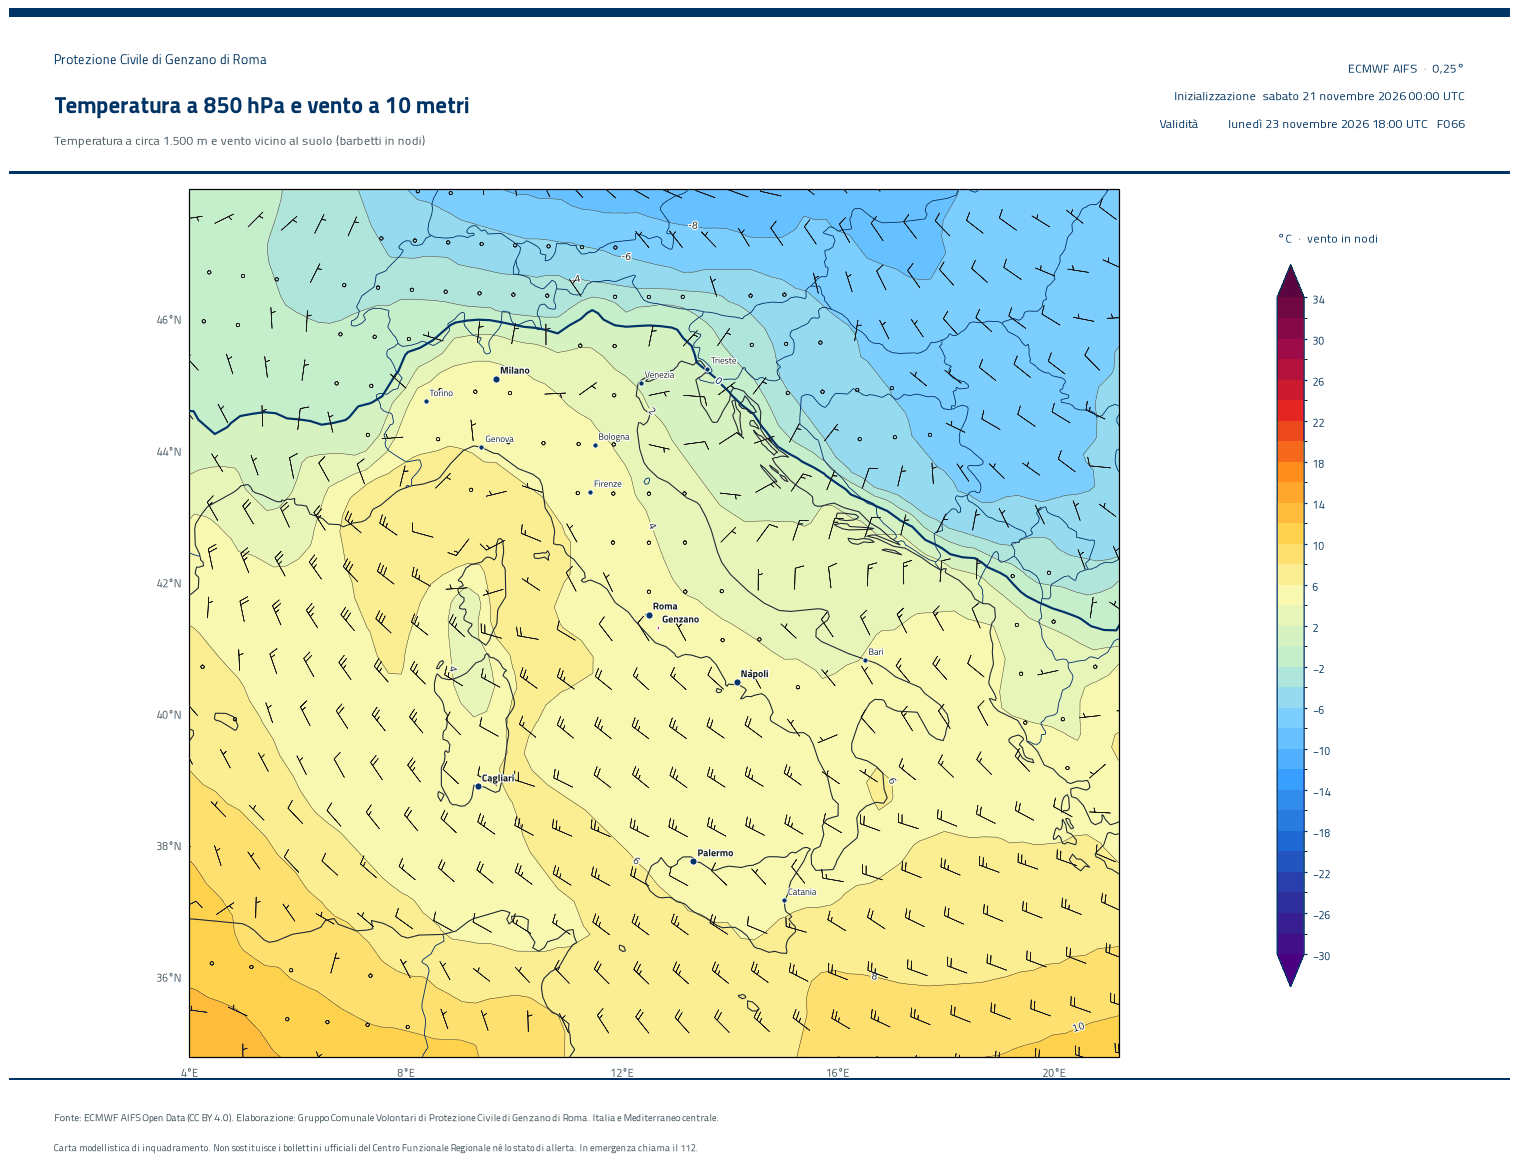 Protezione Civile di Genzano di Roma
ECMWF AIFS · 0,25°
Temperatura a 850 hPa e vento a 10 metri
Inizializzazione sabato 21 novembre 2026 00:00 UTC
Validità lunedì 23 novembre 2026 18:00 UTC F066
Temperatura a circa 1.500 m e vento vicino al suolo (barbetti in nodi)
°C · vento in nodi
-8
-6
-4
46°N
Trieste
Milano
Venezia
0
Torino
2
Bologna
Genova
44°N
Firenze
4
42°N
Roma
Genzano
Bari
4
Napoli
40°N
Cagliari
6
38°N
Palermo
6
Catania
36°N
8
10
4°E
8°E
12°E
16°E
20°E
34
30
26
22
18
14
10
6
2
−2
−6
−10
−14
−18
−22
−26
−30
Fonte: ECMWF AIFS Open Data (CC BY 4.0). Elaborazione: Gruppo Comunale Volontari di Protezione Civile di Genzano di Roma. Italia e Mediterraneo centrale.
Carta modellistica di inquadramento. Non sostituisce i bollettini ufficiali del Centro Funzionale Regionale né lo stato di allerta. In emergenza chiama il 112.